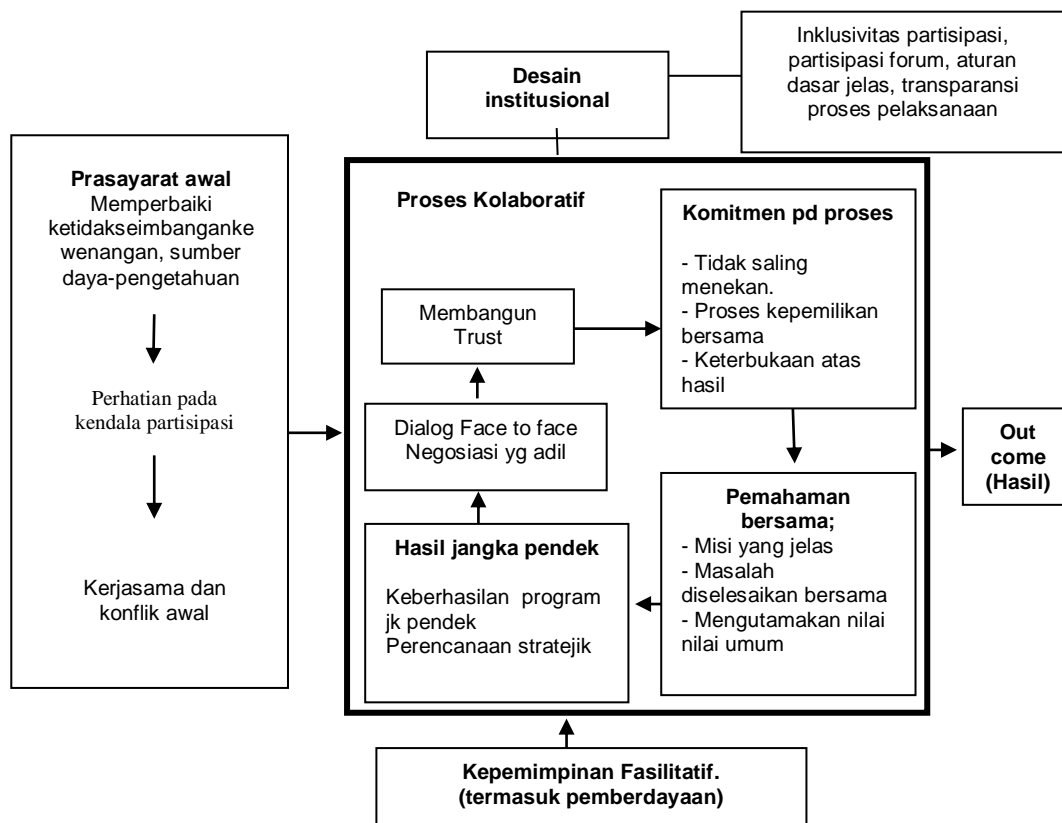 Inklusivitas partisipasi,
partisipasi forum, aturan
dasar jelas, transparansi
proses pelaksanaan
Desain
institusional
Prasayarat awal
Memperbaiki
ketidakseimbanganke
wenangan, sumber
daya-pengetahuan
Perhatian pada
kendala partisipasi
Kerjasama dan
konflik awal
Proses Kolaboratif
Membangun
Trust
Komitmen pd proses
- Tidak saling
menekan.
- Proses kepemilikan
bersama
- Keterbukaan atas
hasil
Dialog Face to face
Negosiasi yg adil
Pemahaman
bersama;
- Misi yang jelas
- Masalah
diselesaikan bersama
- Mengutamakan nilai
nilai umum
Hasil jangka pendek
Keberhasilan program
jk pendek
Perencanaan stratejik
Out
come
(Hasil)
Kepemimpinan Fasilitatif.
(termasuk pemberdayaan)